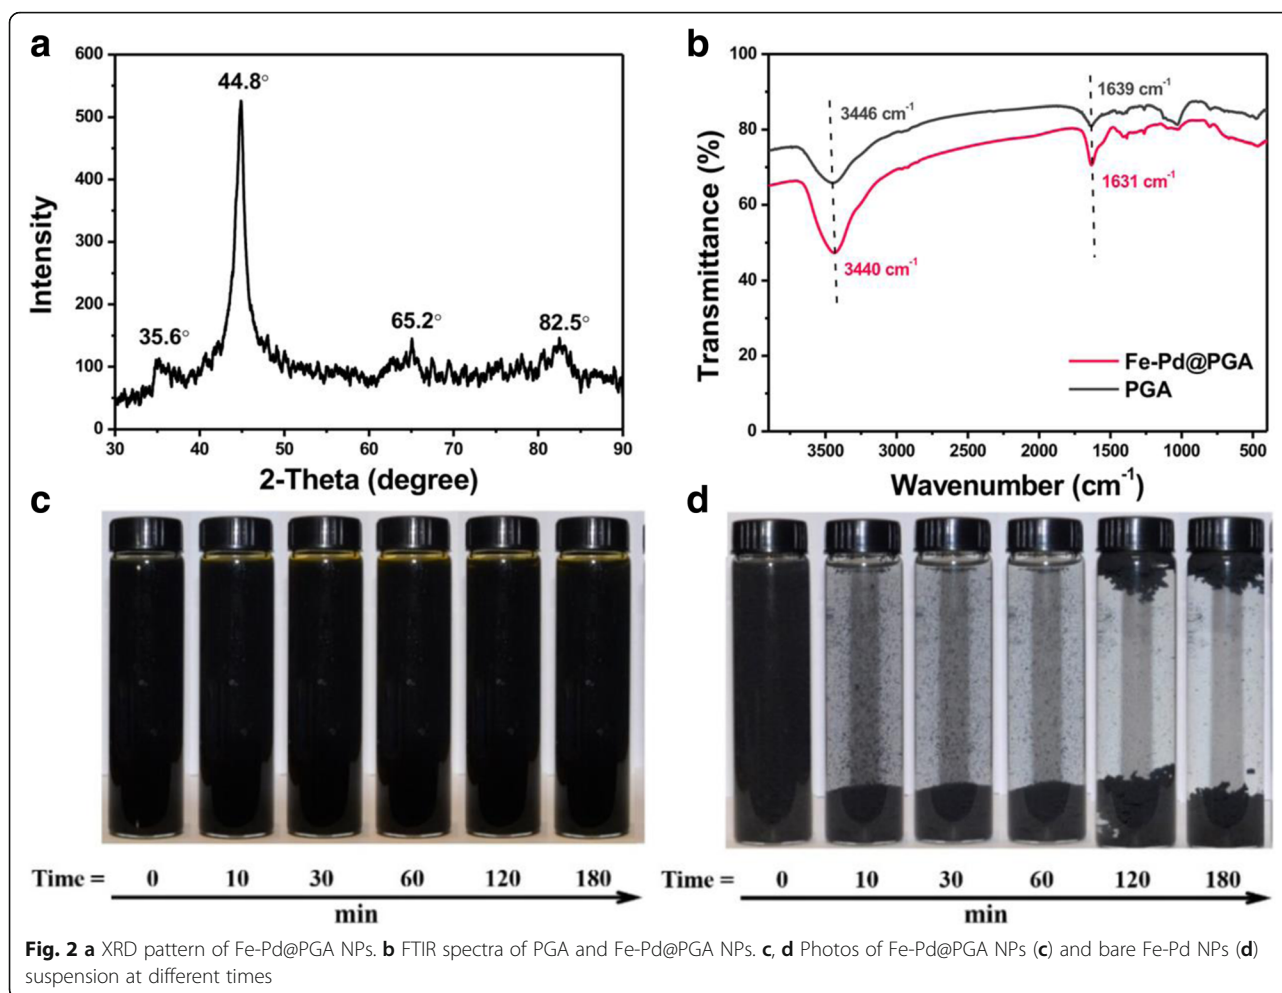 a
600
500
400
300
200
100
0
Intensity
44.8°
35.6°
65.2°
82.5°
30 40 50 60 70 80 90
2-Theta (degree)
b
100
80
60
40
20
0
Transmittance (%)
3446 cm-1
1639 cm-1
1631 cm-1
3440 cm-1
Fe-Pd@PGA
PGA
3500 3000 2500 2000 1500 1000 500
Wavenumber (cm-1)
c
Time = 0 10 30 60 120 180
min
d
Time = 0 10 30 60 120 180
min
Fig. 2 a XRD pattern of Fe-Pd@PGA NPs. b FTIR spectra of PGA and Fe-Pd@PGA NPs. c, d Photos of Fe-Pd@PGA NPs (c) and bare Fe-Pd NPs (d)
suspension at different times